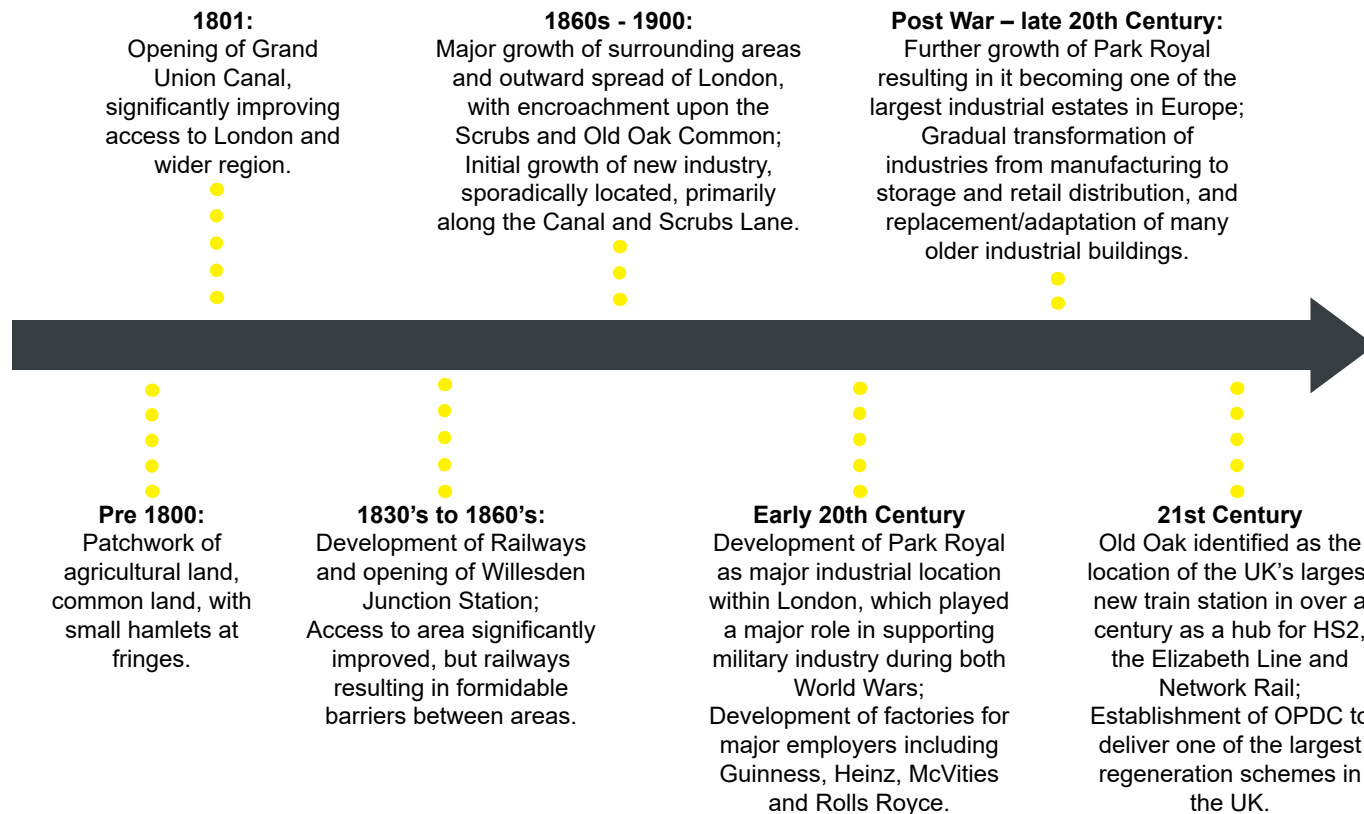 1801:
Opening of Grand
Union Canal,
significantly improving
access to London and
wider region.
1860s - 1900:
Major growth of surrounding areas
and outward spread of London,
with encroachment upon the
Scrubs and Old Oak Common;
Initial growth of new industry,
sporadically located, primarily
along the Canal and Scrubs Lane.
Post War – late 20th Century:
Further growth of Park Royal
resulting in it becoming one of the
largest industrial estates in Europe;
Gradual transformation of
industries from manufacturing to
storage and retail distribution, and
replacement/adaptation of many
older industrial buildings.
Pre 1800:
Patchwork of
agricultural land,
common land, with
small hamlets at
fringes.
1830’s to 1860’s:
Development of Railways
and opening of Willesden
Junction Station;
Access to area significantly
improved, but railways
resulting in formidable
barriers between areas.
Early 20th Century
Development of Park Royal
as major industrial location
within London, which played
a major role in supporting
military industry during both
World Wars;
Development of factories for
major employers including
Guinness, Heinz, McVities
and Rolls Royce.
21st Century
Old Oak identified as the
location of the UK’s larges
new train station in over a
century as a hub for HS2,
the Elizabeth Line and
Network Rail;
Establishment of OPDC to
deliver one of the largest
regeneration schemes in
the UK.